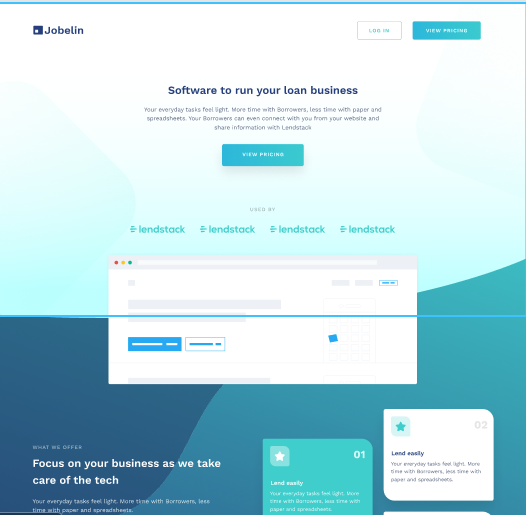 Jobelin
LOG IN
VIEW PRICING
Software to run your loan business
Your everyday tasks feel light. More time with Borrowers, less time with paper and
spreadsheets. Your Borrowers can even connect with you from your website and
share information with Lendstack
VIEW PRICING
USED BY
lendstack lendstack lendstack lendstack
WHAT WE OFFER
Focus on your business as we take
care of the tech
Your everyday tasks feel light. More time with Borrowers, less
time with paper and spreadsheets.
01
Lend easily
Your everyday tasks feel light. More
time with Borrowers, less time with
paper and spreadsheets.
02
Lend easily
Your everyday tasks feel light. More
time with Borrowers, less time with
paper and spreadsheets.